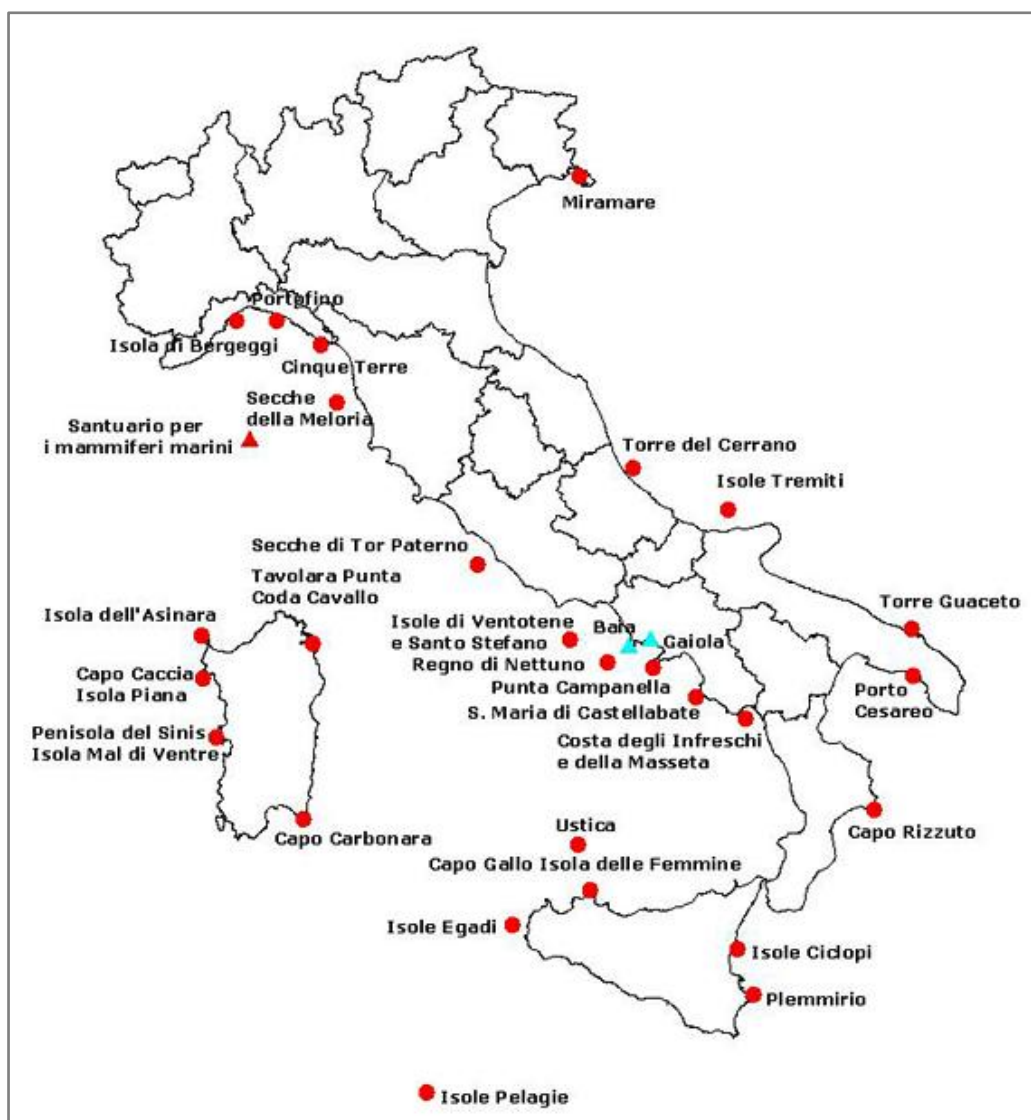 Miramare
Portofino
Isola di Bergeggi
Cinque Terre
Secche
della Meloria
Santuario per
i mammiferi marini
Torre del Cerrano
Isole Tremiti
Secche di Tor Paterno
Tavolara Punta
Coda Cavallo
Isola dell'Asinara
Isole di Ventotene
e Santo Stefano
Baia
Gaiola
Torre Guaceto
Regno di Nettuno
Capo Caccia
Isola Piana
Punta Campanella
Porto
Cesareo
S. Maria di Castellabate
Penisola del Sinis
Isola Mal di Ventre
Costa degli Infreschi
e della Masseta
Capo Carbonara
Ustica
Capo Rizzuto
Capo Gallo Isola delle Femmine
Isole Egadi
Isole Ciclopi
Plemmirio
Isole Pelagie